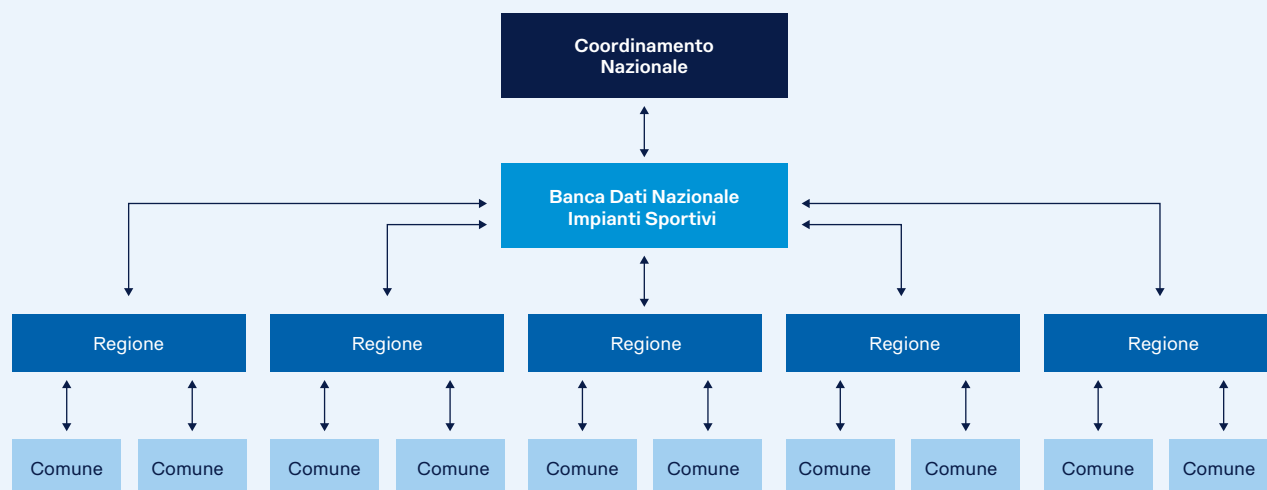 Coordinamento
Nazionale
Banca Dati Nazionale
Impianti Sportivi
Regione
Regione
Regione
Regione
Regione
Comune
Comune
Comune
Comune
Comune
Comune
Comune
Comune
Comune
Comune